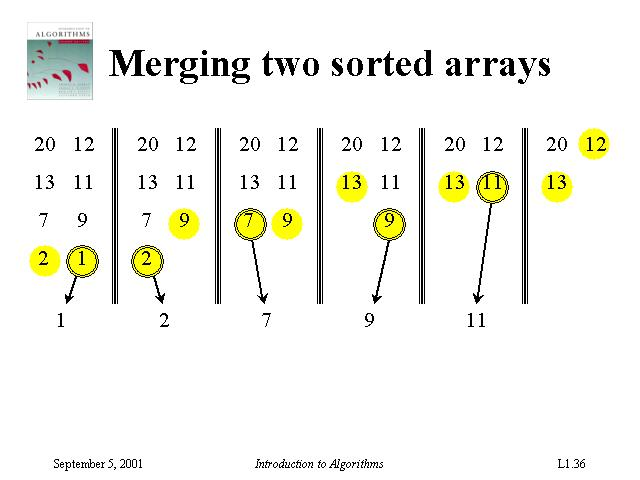 ALGORITHMS
Merging two sorted arrays
20 12 20 12 20 12 20 12 20 12 20 12
13 11 13 11 13 11 13 11 13 11 13
7 9 7 9 7 9 9
2 1 2
1 2 7 9 11
September 5, 2001 Introduction to Algorithms L1.36